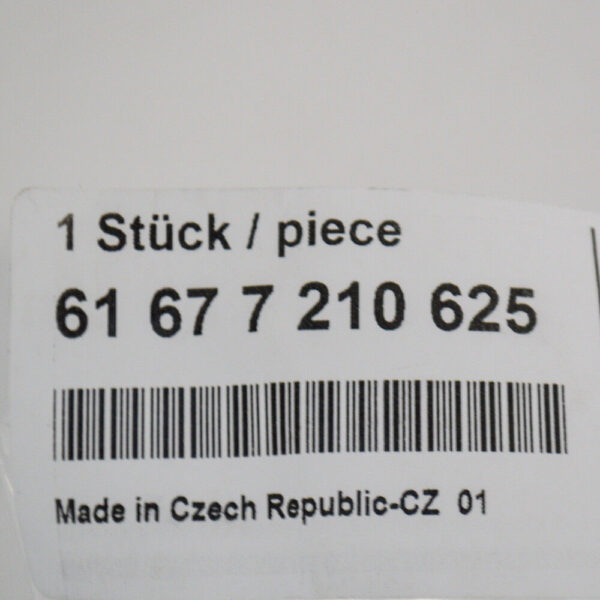 1 Stück / piece
61 67 7 210 625
Made in Czech Republic-CZ 01